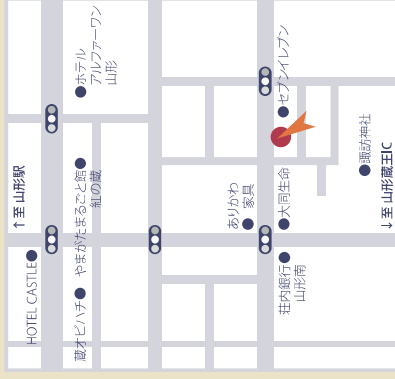 ホテル
アルファーワン
山形
セブンイレブン
諏訪神社
↑至 山形駅
やまがたまるごと館
紅の蔵
ありかわ
家具
大同生命
↓至 山形蔵王IC
HOTEL CASTLE
蔵オビハチ
荘内銀行
山形南